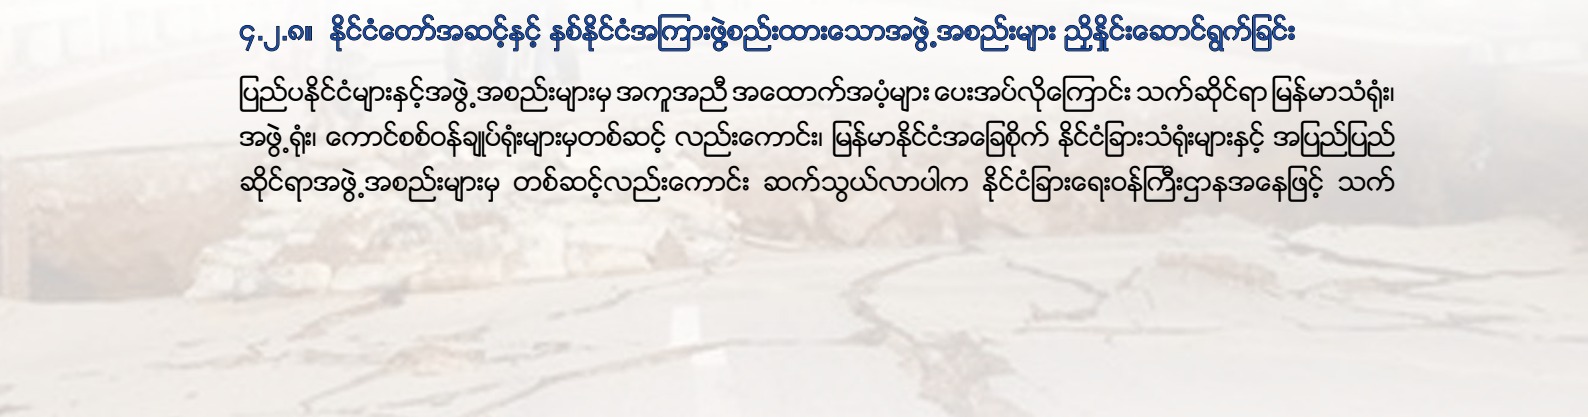 ၄.၂.၈။ နိုင်ငံတော်အဆင့်နှင့် နှစ်နိုင်ငံအကြားဖွဲ့စည်းထားသောအဖွဲ့အစည်းများ ညှိနှိုင်းဆောင်ရွက်ခြင်း
ပြည်ပနိုင်ငံများနှင့်အဖွဲ့အစည်းများမှ အကူအညီ အထောက်အပံ့များ ပေးအပ်လိုကြောင်း သက်ဆိုင်ရာ မြန်မာသံရုံး၊
အဖွဲ့ရုံး၊ ကောင်စစ်ဝန်ချုပ်ရုံးများမှတစ်ဆင့် လည်းကောင်း၊ မြန်မာနိုင်ငံအခြေစိုက် နိုင်ငံခြားသံရုံးများနှင့် အပြည်ပြည်
ဆိုင်ရာအဖွဲ့အစည်းများမှ တစ်ဆင့်လည်းကောင်း ဆက်သွယ်လာပါက နိုင်ငံခြားရေးဝန်ကြီးဌာနအနေဖြင့် သက်